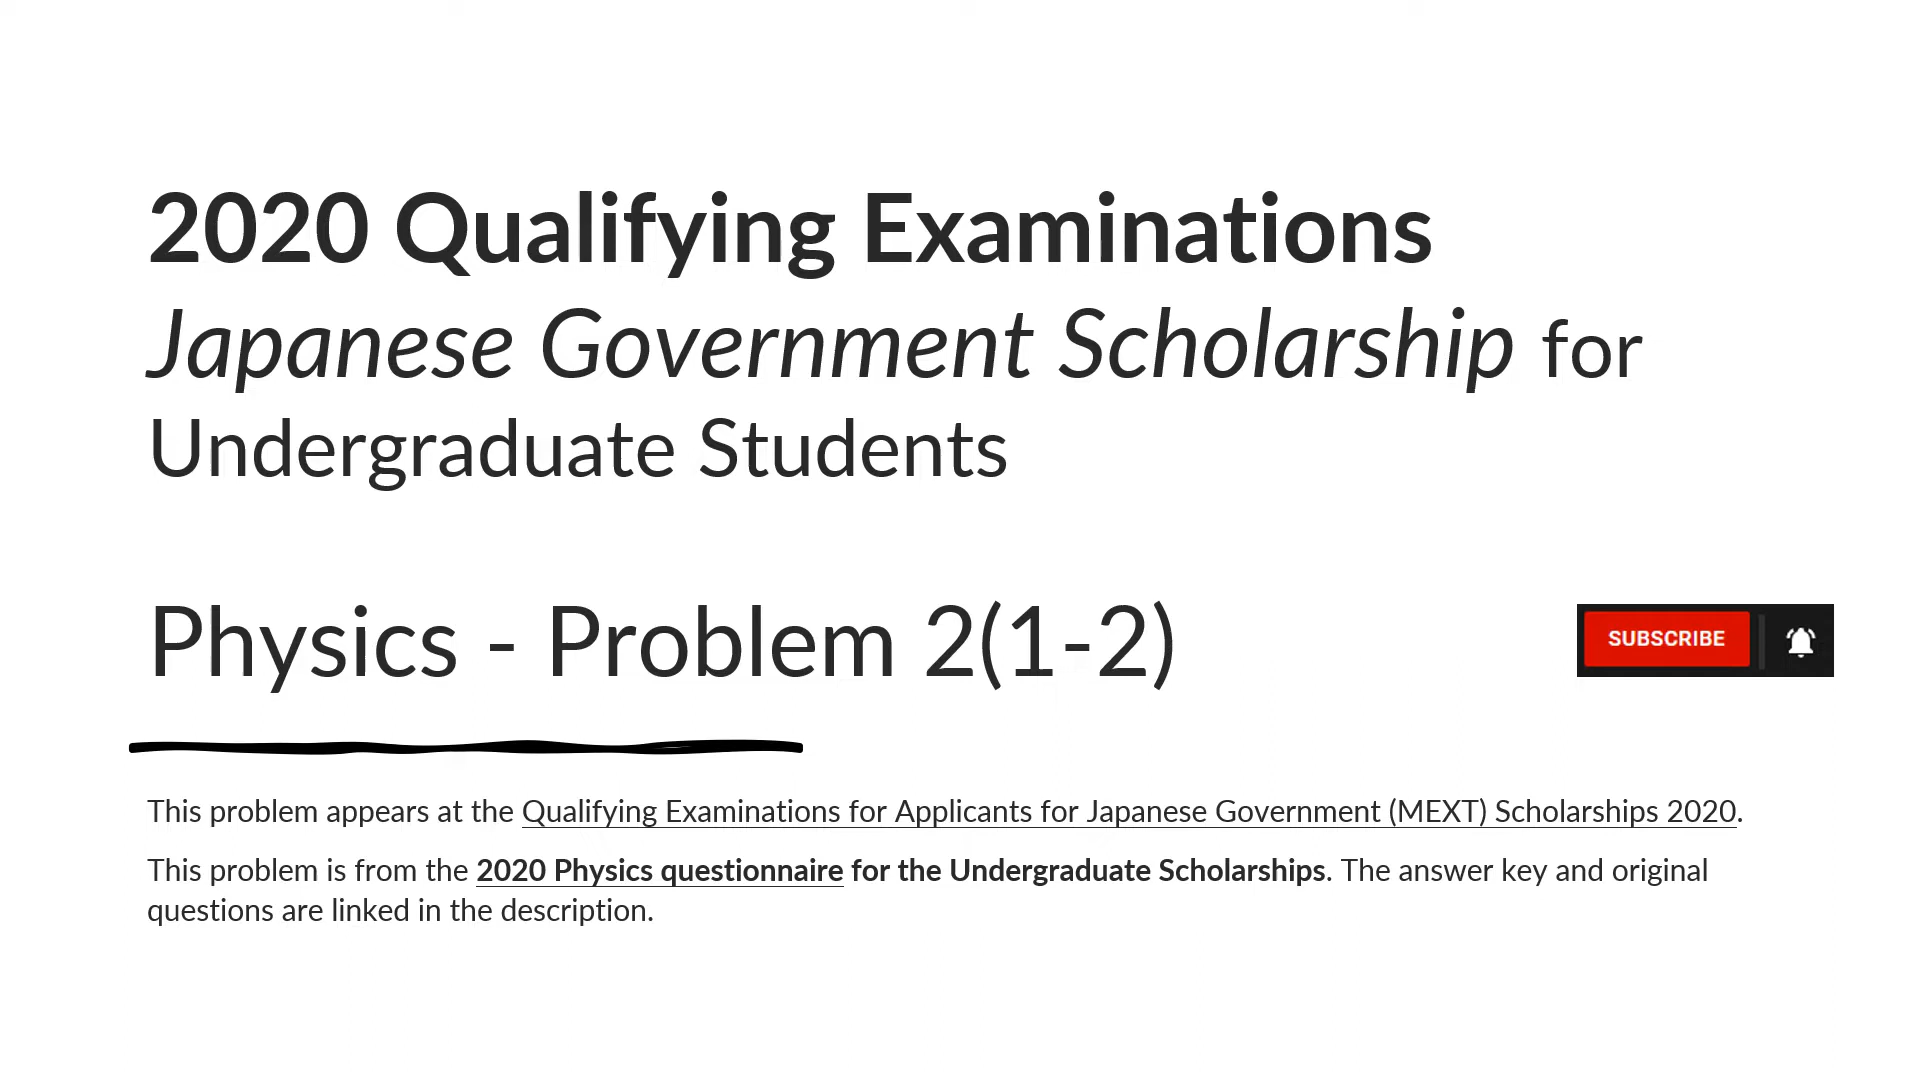 2020 Qualifying Examinations
Japanese Government Scholarship for
Undergraduate Students
Physics - Problem 2(1-2)
SUBSCRIBE
This problem appears at the Qualifying Examinations for Applicants for Japanese Government (MEXT) Scholarships 2020.
This problem is from the 2020 Physics questionnaire for the Undergraduate Scholarships. The answer key and original
questions are linked in the description.